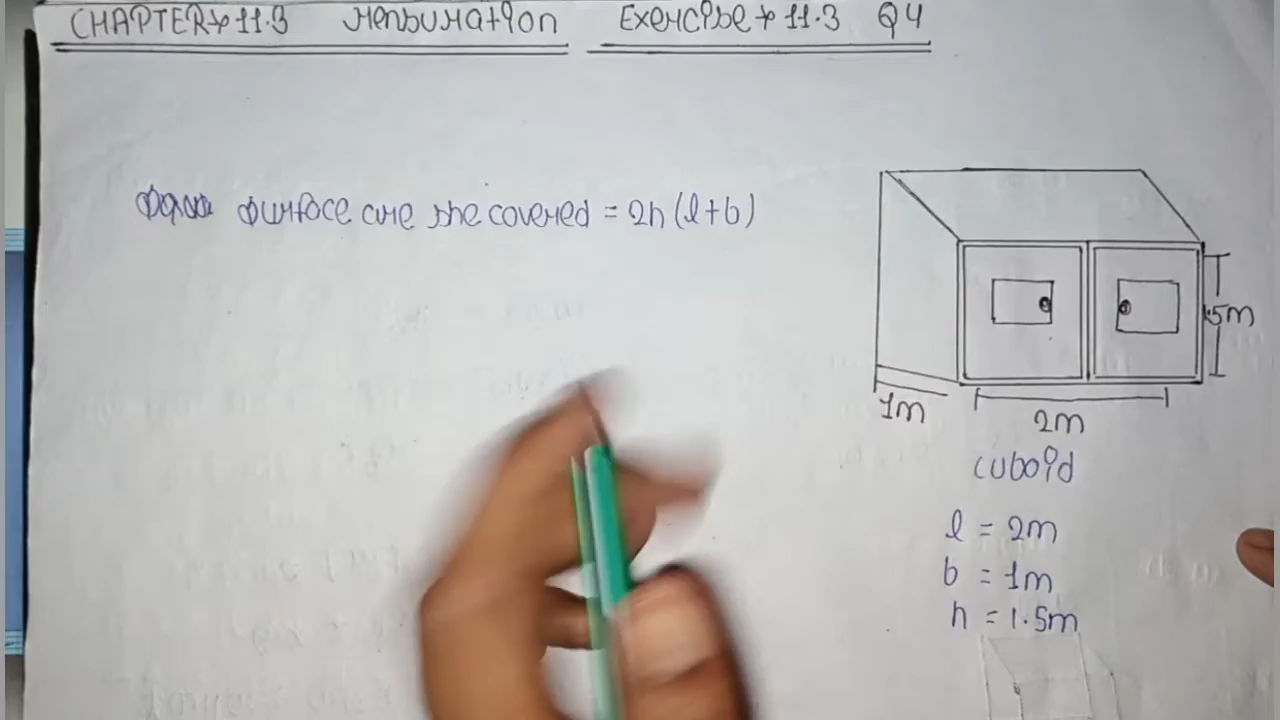 CHAPTER→11.3 Mensuration Exercise→11.3 Q4
Surface are she covered = 2h(l+b)
.5m
1m
2m
cuboid
l = 2m
b = 1m
h = 1.5m